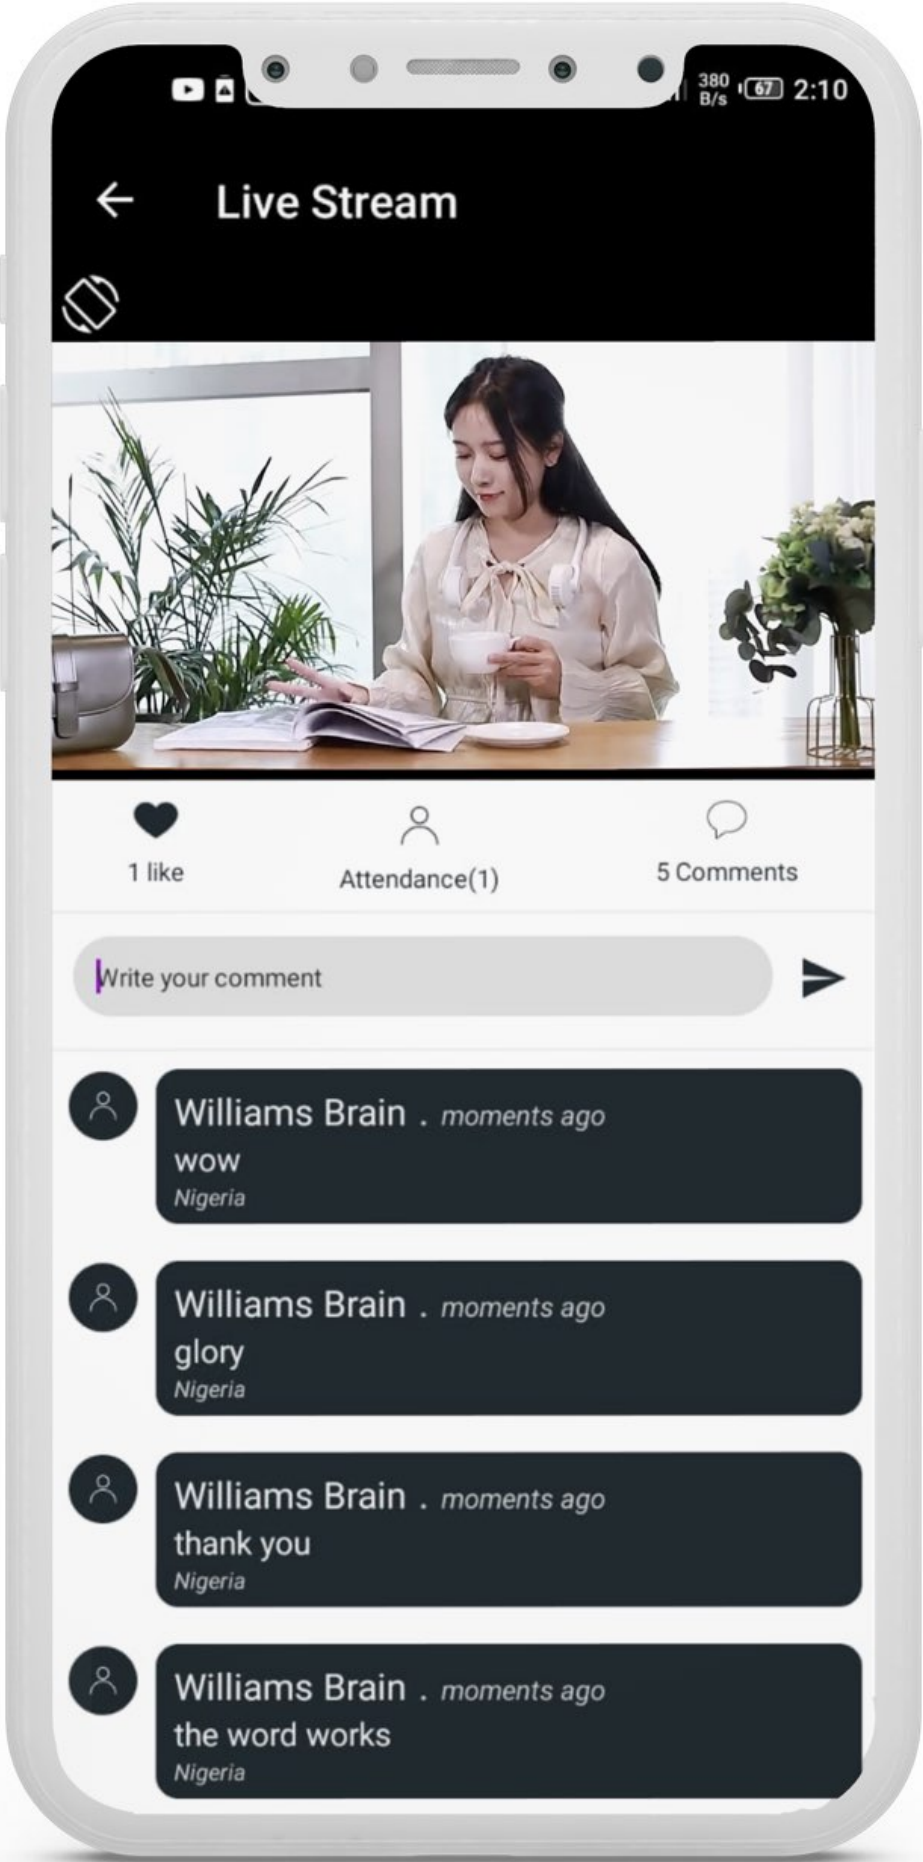 380
B/s
67
2:10
Live Stream
1 like
Attendance(1)
5 Comments
Write your comment
Williams Brain . moments ago
wow
Nigeria
Williams Brain . moments ago
glory
Nigeria
Williams Brain . moments ago
thank you
Nigeria
Williams Brain . moments ago
the word works
Nigeria